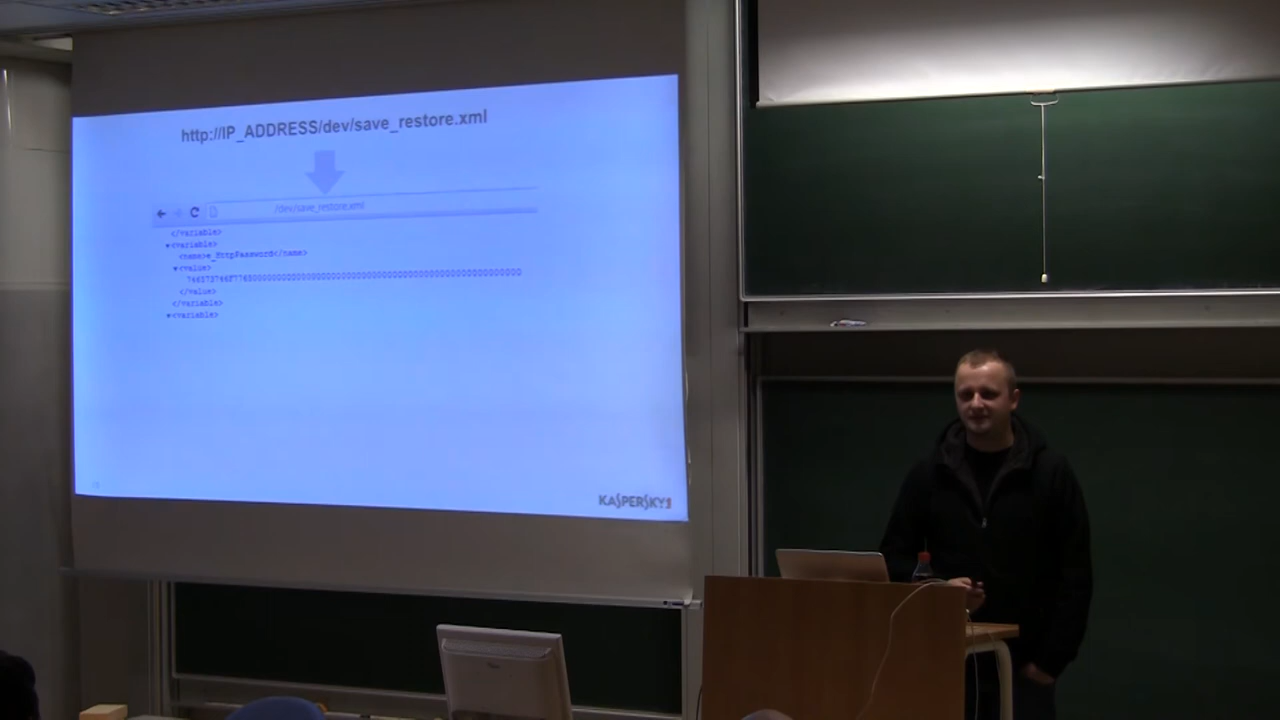 http://IP_ADDRESS/dev/save_restore.xml
/dev/save_restore.xml
</variable>
▼<variable>
<name>e_HttpPassword</name>
▼<value>
</value>
</variable>
▼<variable>
KASPERSKY